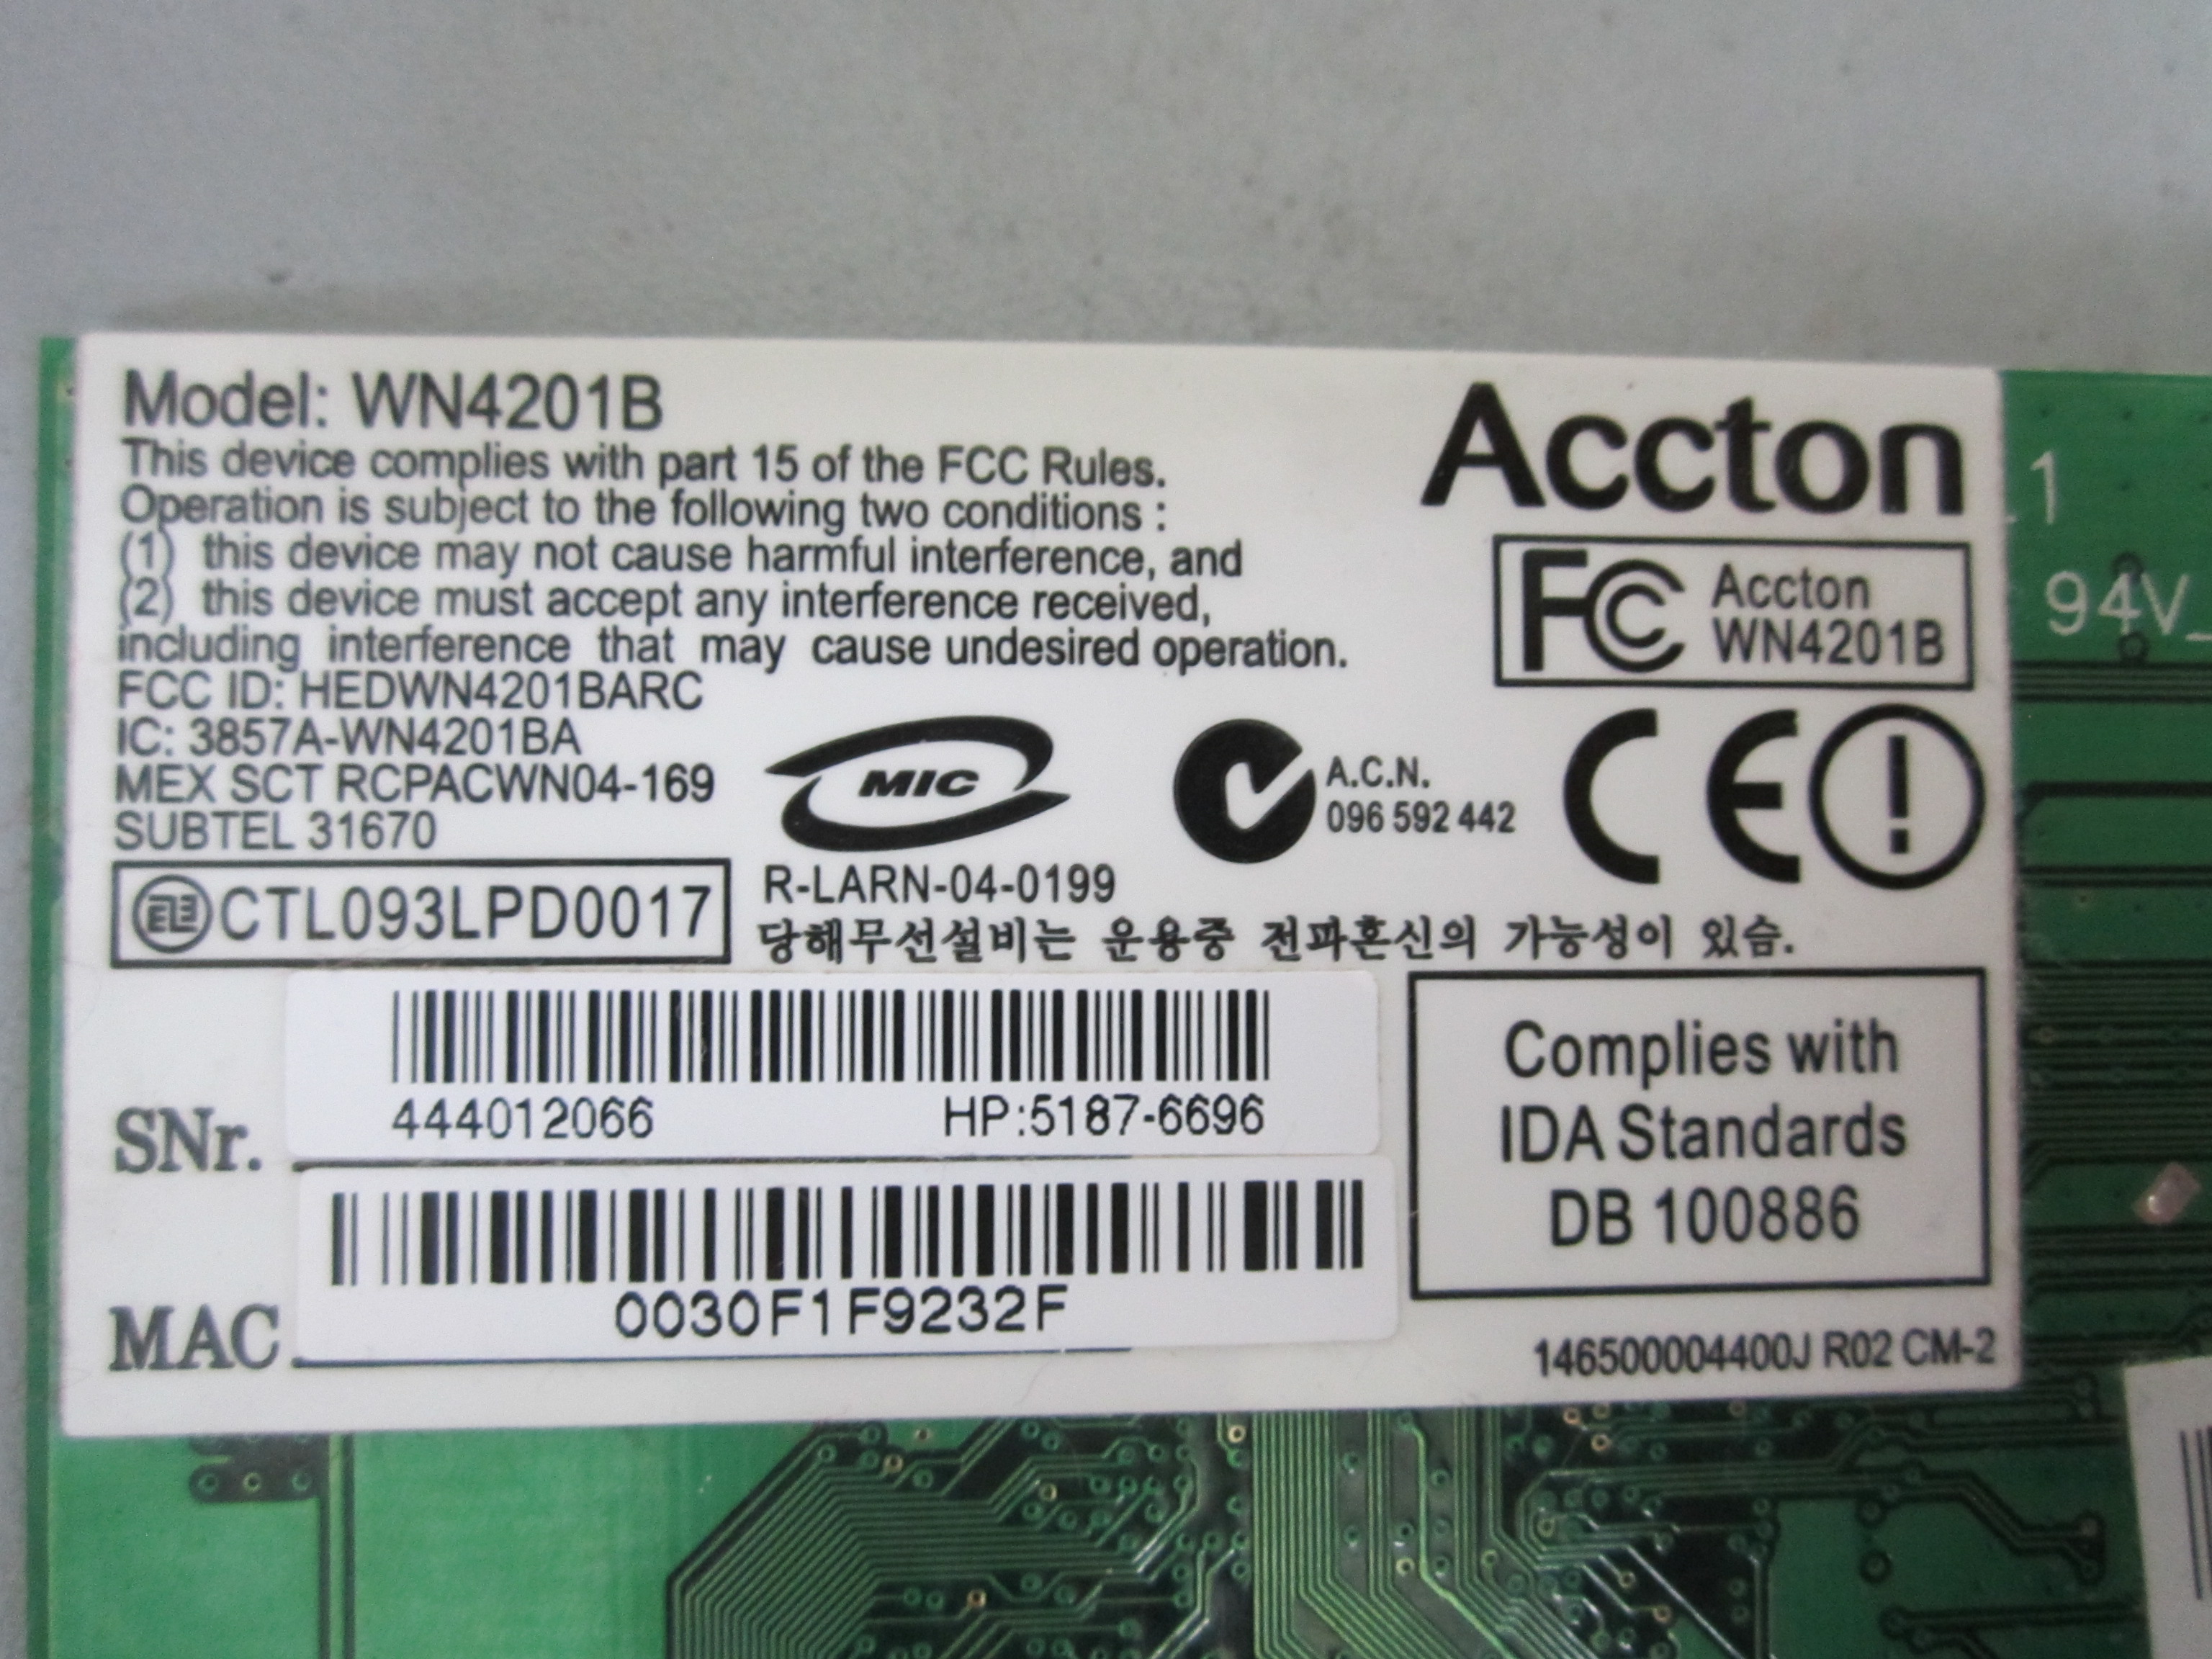 Model: WN4201B
This device complies with part 15 of the FCC Rules.
Operation is subject to the following two conditions :
(1) this device may not cause harmful interference, and
(2) this device must accept any interference received,
including interference that may cause undesired operation.
FCC ID: HEDWN4201BARC
IC: 3857A-WN4201BA
MEX SCT RCPACWN04-169
SUBTEL 31670
CTL093LPD0017
Accton
FCC Accton
WN4201B
MIC
R-LARN-04-0199
A.C.N.
096 592 442
CE
당해무선설비는 운용중 전파혼신의 가능성이 있음.
SNr.
444012066 HP:5187-6696
MAC
0030F1F9232F
Complies with
IDA Standards
DB 100886
146500004400J R02 CM-2
1
94V_